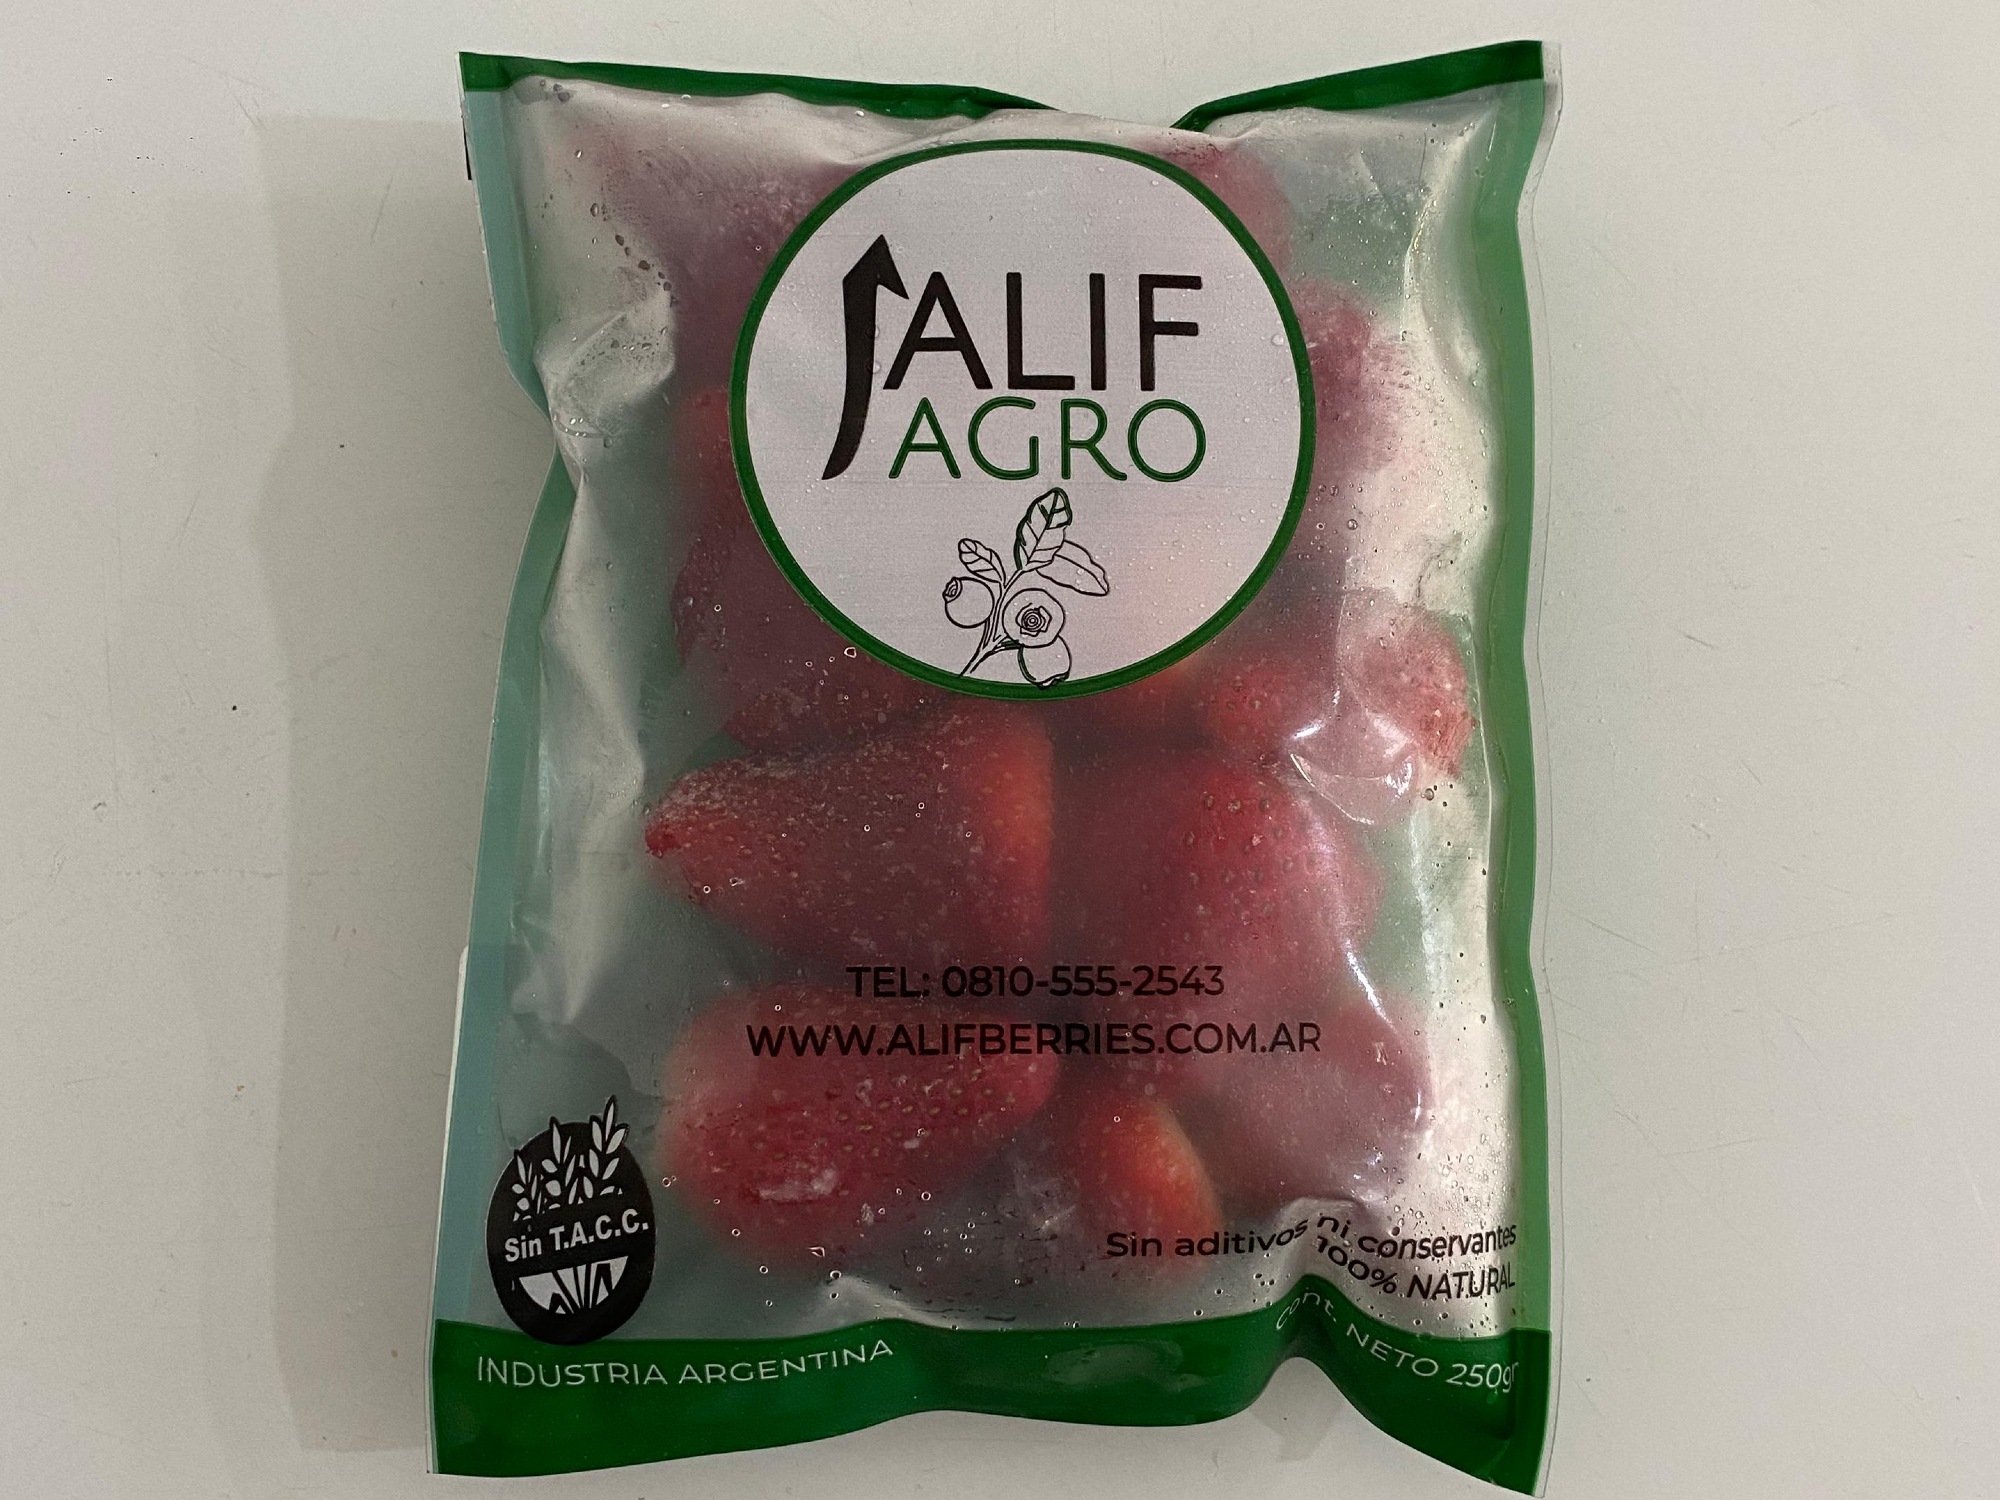 ALIF
AGRO
TEL: 0810-555-2543
WWW.ALIFBERRIES.COM.AR
Sin T.A.C.C.
Sin aditivos ni conservantes
100% NATURAL
INDUSTRIA ARGENTINA
Cont. NETO 250gr